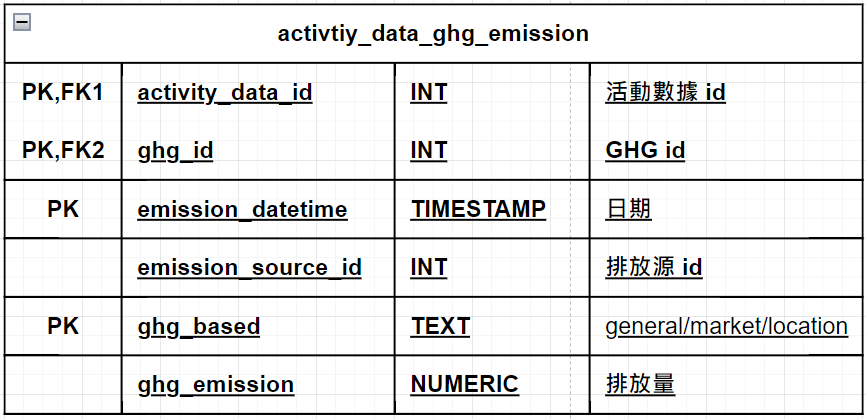 activtiy_data_ghg_emission
PK,FK1 activity_data_id INT 活動數據 id
PK,FK2 ghg_id INT GHG id
PK emission_datetime TIMESTAMP 日期
emission_source_id INT 排放源 id
PK ghg_based TEXT general/market/location
ghg_emission NUMERIC 排放量